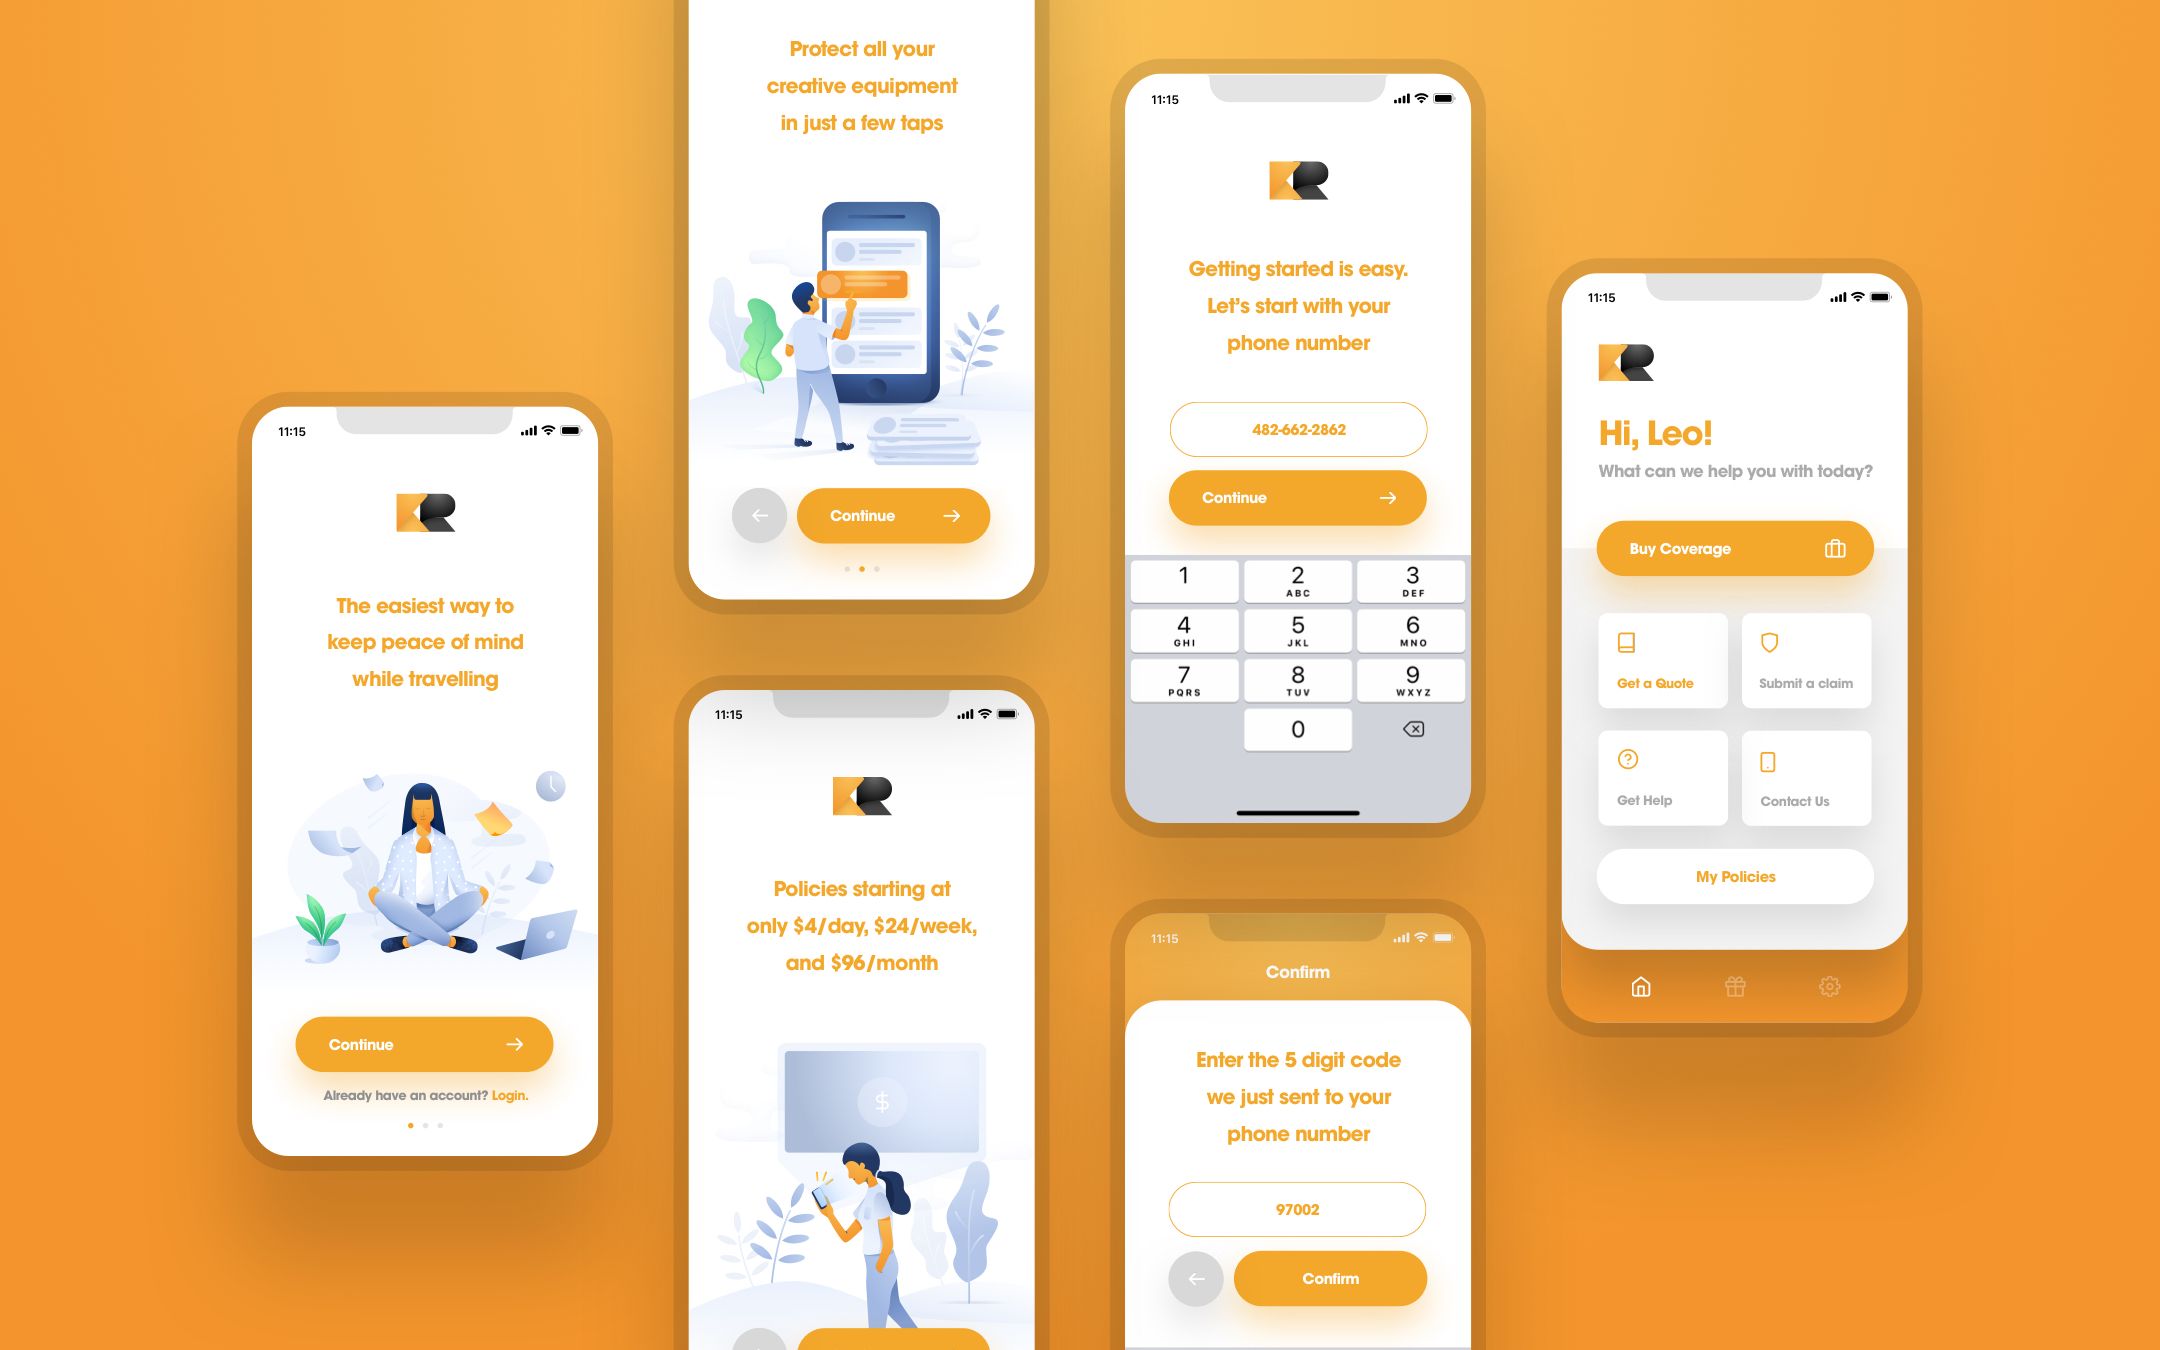 11:15
KR
The easiest way to
keep peace of mind
while travelling
Continue
Already have an account? Login.
Protect all your
creative equipment
in just a few taps
Continue
11:15
KR
Policies starting at
only $4/day, $24/week,
and $96/month
$
11:15
KR
Getting started is easy.
Let's start with your
phone number
482-662-2862
Continue
1 2 3
ABC DEF
4 5 6
GHI JKL MNO
7 8 9
PQRS TUV WXYZ
0
11:15
Confirm
Enter the 5 digit code
we just sent to your
phone number
97002
Confirm
11:15
KR
Hi, Leo!
What can we help you with today?
Buy Coverage
Get a Quote
Submit a claim
Get Help
Contact Us
My Policies